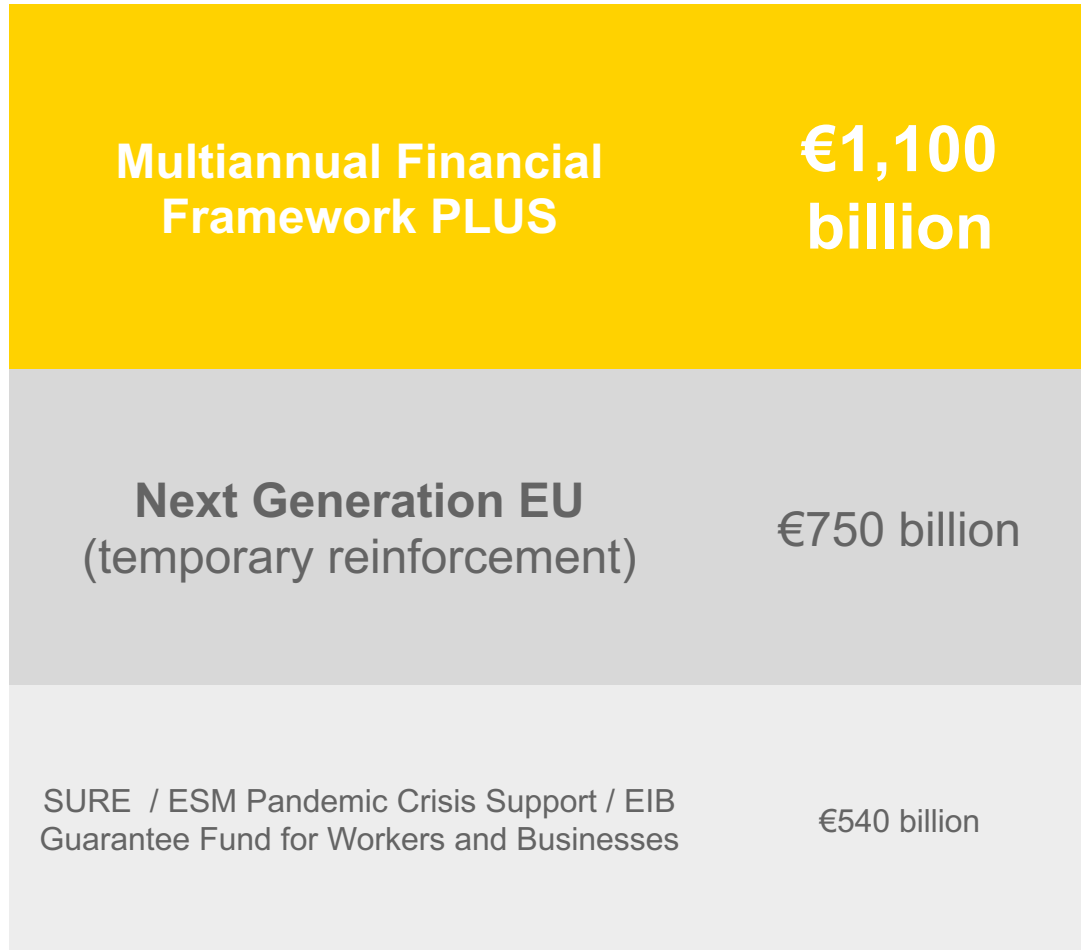 Multiannual Financial
Framework PLUS
€1,100
billion
Next Generation EU
(temporary reinforcement)
€750 billion
SURE  / ESM Pandemic Crisis Support / EIB
Guarantee Fund for Workers and Businesses
€540 billion